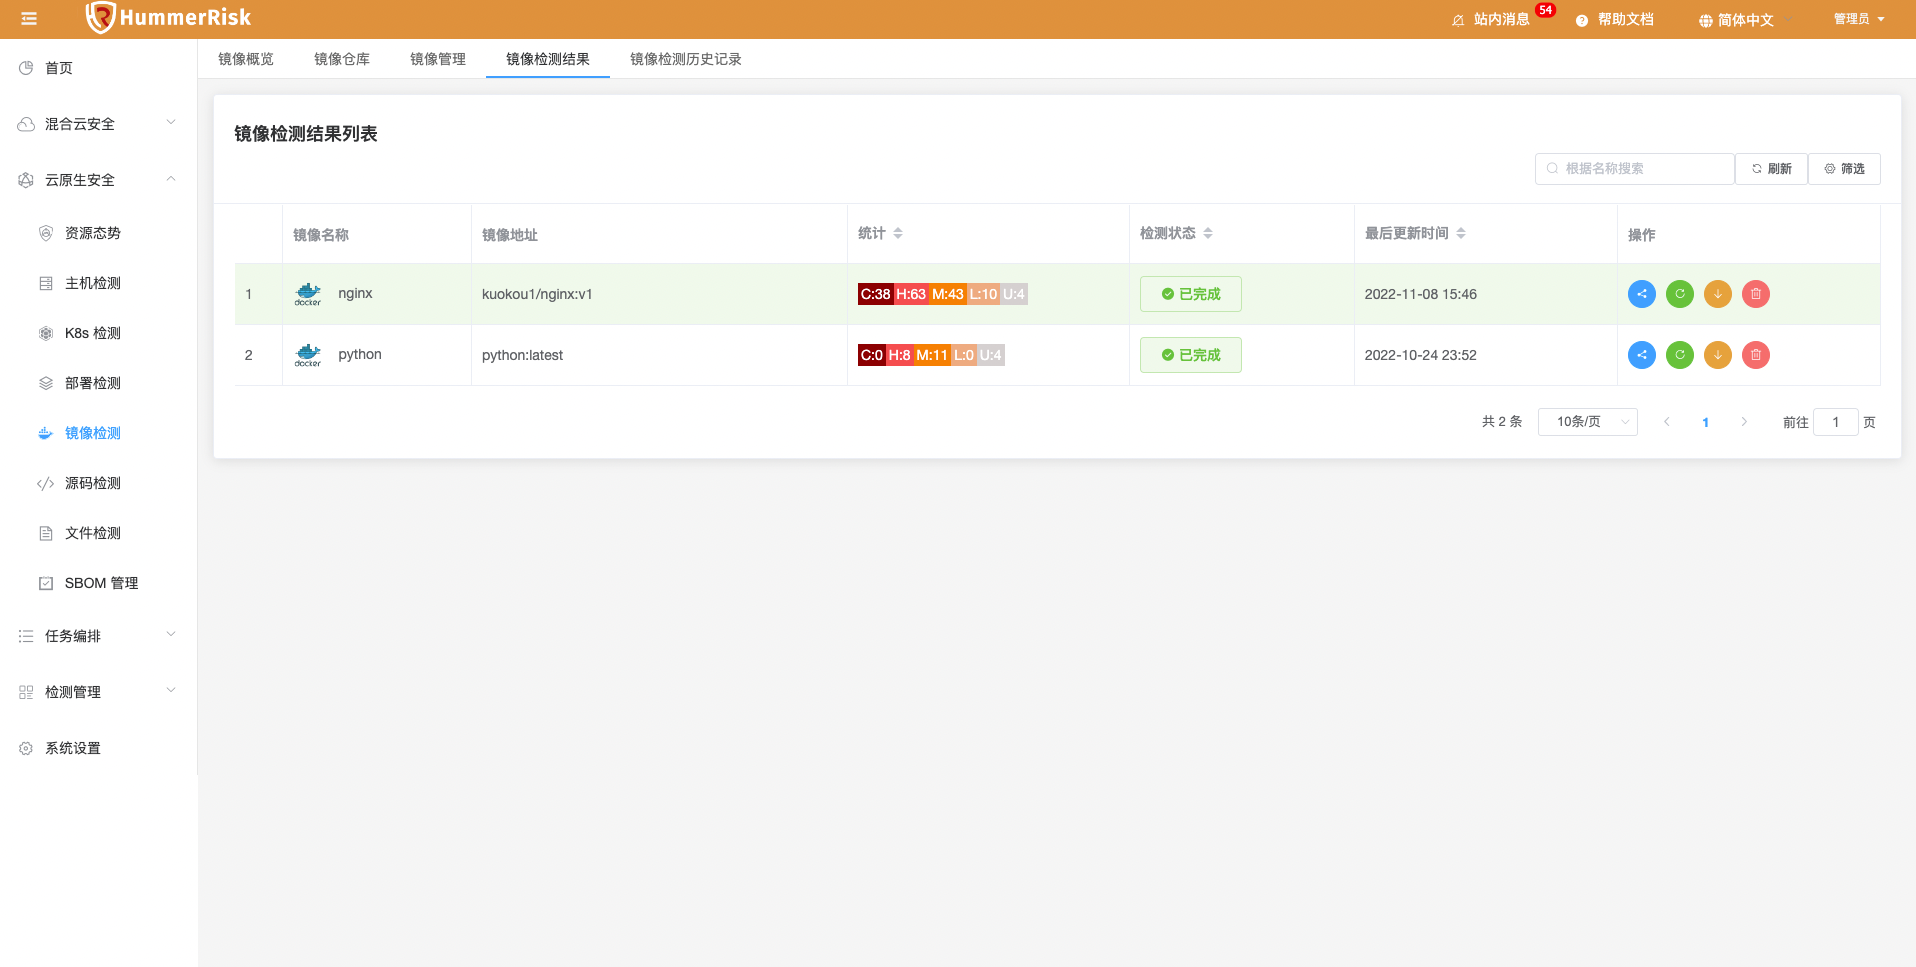 HummerRisk
站内消息 54 帮助文档 简体中文 管理员
首页
混合云安全
云原生安全
资源态势
主机检测
K8s 检测
部署检测
镜像检测
源码检测
文件检测
SBOM 管理
任务编排
检测管理
系统设置
镜像概览 镜像仓库 镜像管理 镜像检测结果 镜像检测历史记录
镜像检测结果列表
根据名称搜索 刷新 筛选
镜像名称 镜像地址 统计 检测状态 最后更新时间 操作
1 docker nginx kuokou1/nginx:v1 C:38 H:63 M:43 L:10 U:4 已完成 2022-11-08 15:46
2 docker python python:latest C:0 H:8 M:11 L:0 U:4 已完成 2022-10-24 23:52
共 2 条 10条/页 1 前往 1 页